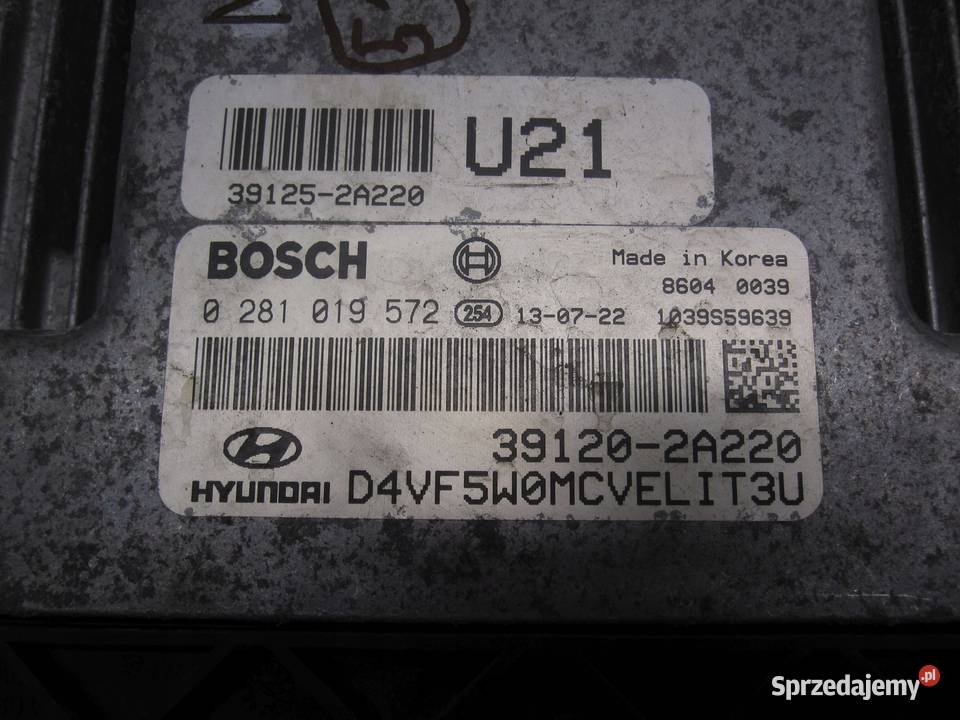 39125-2A220
U21
BOSCH
Made in Korea
8604 0039
0 281 019 572 254 13-07-22 1039S59639
39120-2A220
HYUNDAI D4VF5W0MCVELIT3U
Sprzedajemy.pl